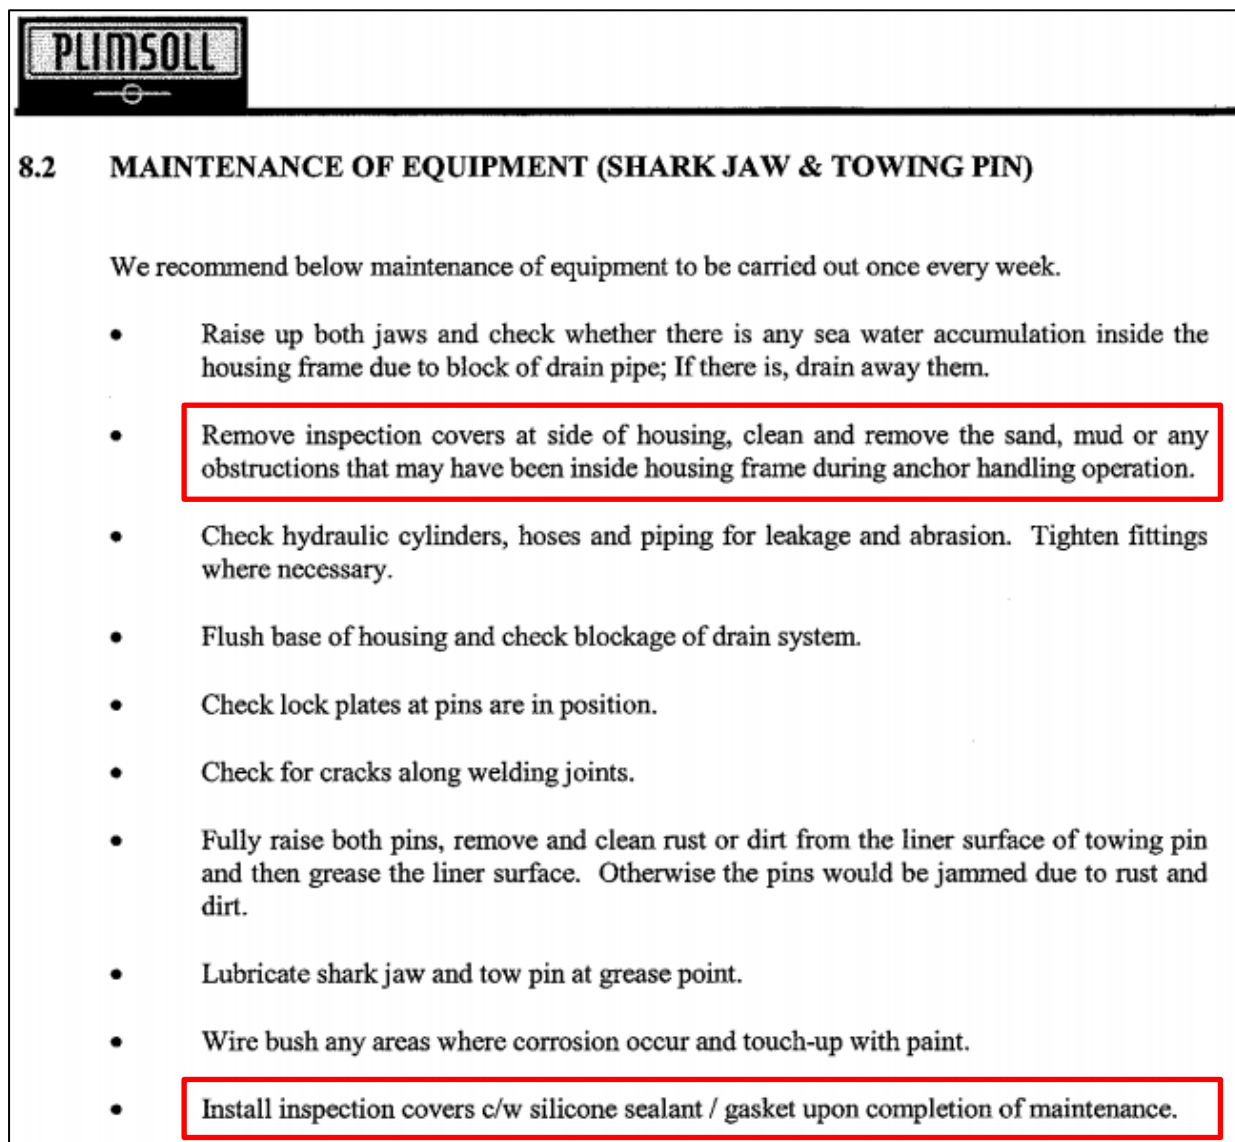 PLIMSOLL
8.2 MAINTENANCE OF EQUIPMENT (SHARK JAW & TOWING PIN)
We recommend below maintenance of equipment to be carried out once every week.
• Raise up both jaws and check whether there is any sea water accumulation inside the
housing frame due to block of drain pipe; If there is, drain away them.
• Remove inspection covers at side of housing, clean and remove the sand, mud or any
obstructions that may have been inside housing frame during anchor handling operation.
• Check hydraulic cylinders, hoses and piping for leakage and abrasion. Tighten fittings
where necessary.
• Flush base of housing and check blockage of drain system.
• Check lock plates at pins are in position.
• Check for cracks along welding joints.
• Fully raise both pins, remove and clean rust or dirt from the liner surface of towing pin
and then grease the liner surface. Otherwise the pins would be jammed due to rust and
dirt.
• Lubricate shark jaw and tow pin at grease point.
• Wire bush any areas where corrosion occur and touch-up with paint.
• Install inspection covers c/w silicone sealant / gasket upon completion of maintenance.